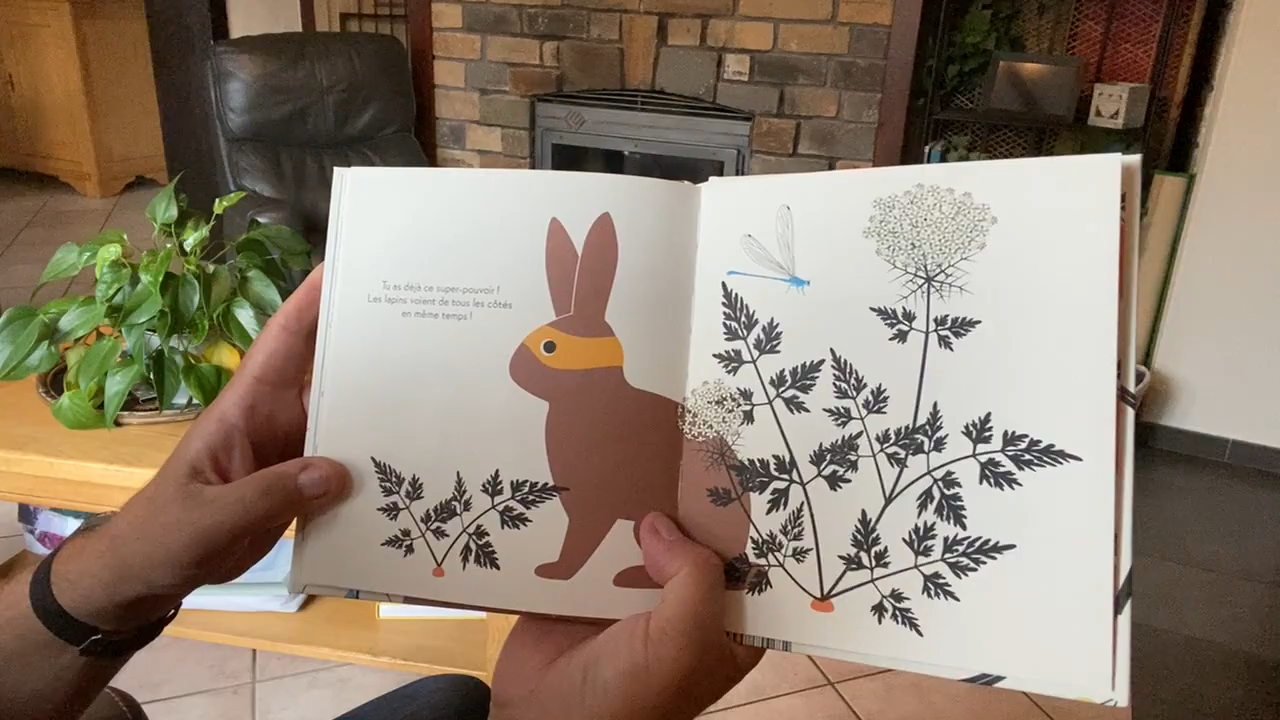 Tu as déjà ce super-pouvoir !
Les lapins voient de tous les côtés
en même temps !